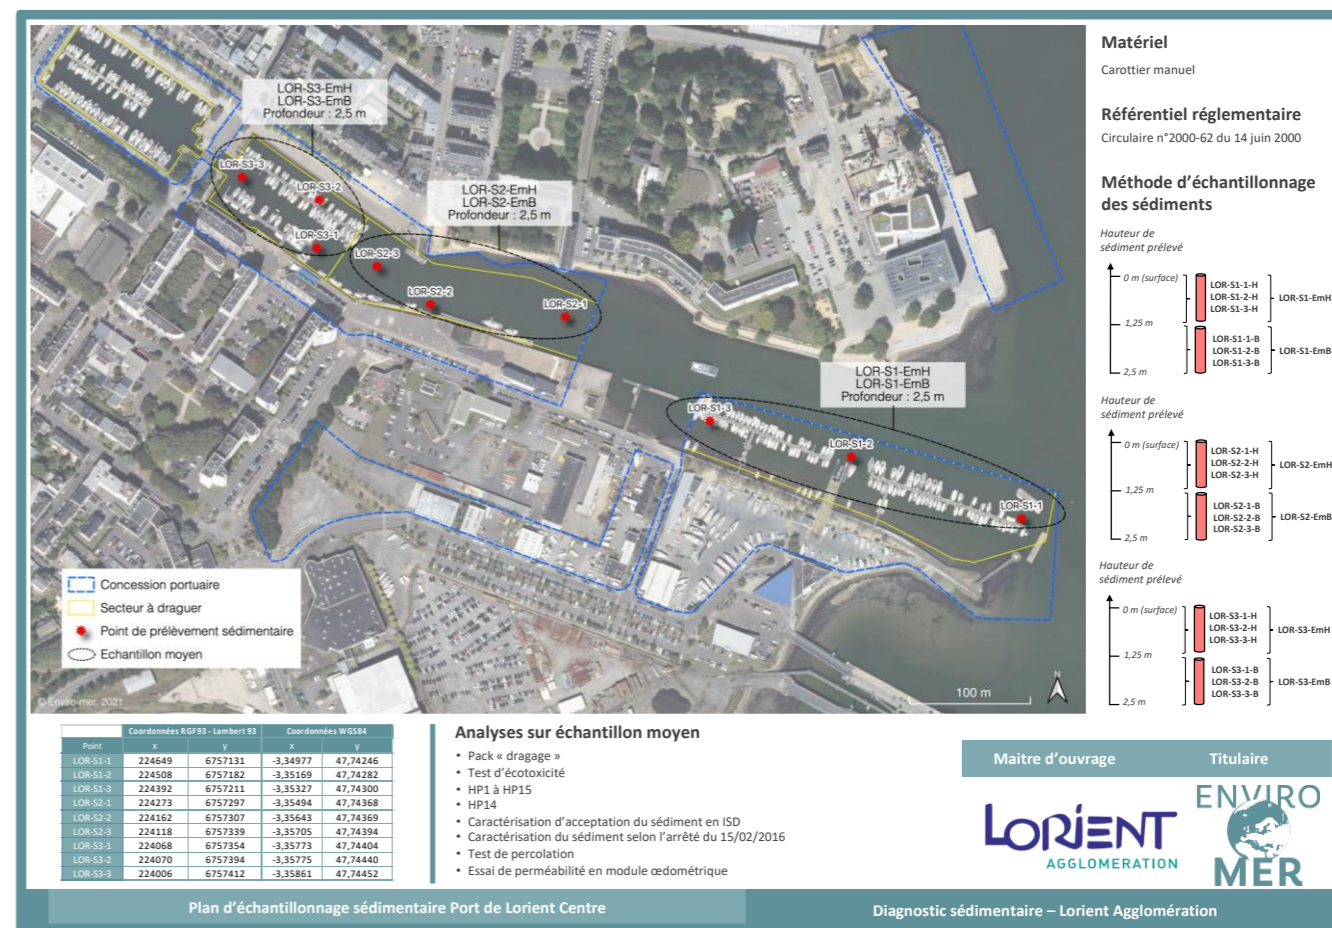 LOR-S3-EmH
LOR-S3-EmB
Profondeur : 2,5 m
LOR-S3-3
LOR-S3-2
LOR-S3-1
LOR-S2-EmH
LOR-S2-EmB
Profondeur : 2,5 m
LOR-S2-3
LOR-S2-2
LOR-S2-1
LOR-S1-EmH
LOR-S1-EmB
Profondeur : 2,5 m
LOR-S1-3
LOR-S1-2
LOR-S1-1
Concession portuaire
Secteur à draguer
Point de prélèvement sédimentaire
Echantillon moyen
© Enviro-mer, 2021
100 m
N
Matériel
Carottier manuel
Référentiel réglementaire
Circulaire n°2000-62 du 14 juin 2000
Méthode d'échantillonnage
des sédiments
Hauteur de
sédiment prélevé
0 m (surface)
1,25 m
2,5 m
LOR-S1-1-H
LOR-S1-2-H
LOR-S1-3-H
LOR-S1-EmH
LOR-S1-1-B
LOR-S1-2-B
LOR-S1-3-B
LOR-S1-EmB
Hauteur de
sédiment prélevé
0 m (surface)
1,25 m
2,5 m
LOR-S2-1-H
LOR-S2-2-H
LOR-S2-3-H
LOR-S2-EmH
LOR-S2-1-B
LOR-S2-2-B
LOR-S2-3-B
LOR-S2-EmB
Hauteur de
sédiment prélevé
0 m (surface)
1,25 m
2,5 m
LOR-S3-1-H
LOR-S3-2-H
LOR-S3-3-H
LOR-S3-EmH
LOR-S3-1-B
LOR-S3-2-B
LOR-S3-3-B
LOR-S3-EmB
Coordonnées RGF93 - Lambert 93 Coordonnées WGS84
Point x y x y
LOR-S1-1 224649 6757131 -3,34977 47,74246
LOR-S1-2 224508 6757182 -3,35169 47,74282
LOR-S1-3 224392 6757211 -3,35327 47,74300
LOR-S2-1 224273 6757297 -3,35494 47,74368
LOR-S2-2 224162 6757307 -3,35643 47,74369
LOR-S2-3 224118 6757339 -3,35705 47,74394
LOR-S3-1 224068 6757354 -3,35773 47,74404
LOR-S3-2 224070 6757394 -3,35775 47,74440
LOR-S3-3 224006 6757412 -3,35861 47,74452
Analyses sur échantillon moyen
• Pack « dragage »
• Test d'écotoxicité
• HP1 à HP15
• HP14
• Caractérisation d'acceptation du sédiment en ISD
• Caractérisation du sédiment selon l'arrêté du 15/02/2016
• Test de percolation
• Essai de perméabilité en module œdométrique
Maitre d'ouvrage
Titulaire
LORIENT
AGGLOMERATION
ENVIRO
MER
Plan d'échantillonnage sédimentaire Port de Lorient Centre
Diagnostic sédimentaire – Lorient Agglomération